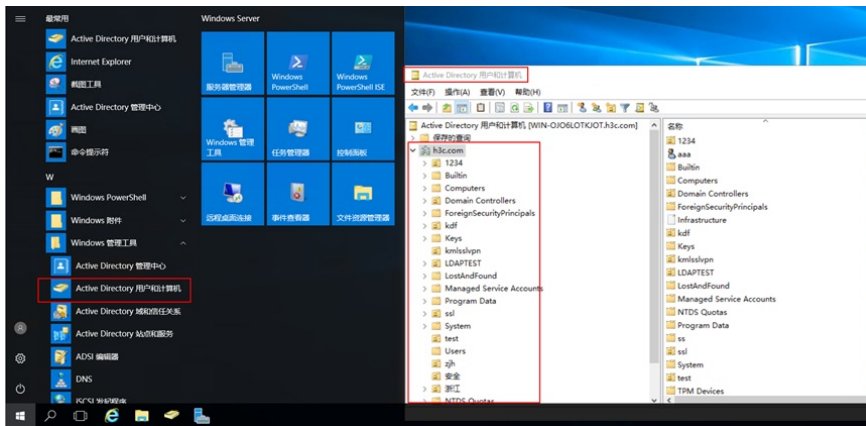 最常用
Active Directory 用户和计算机
Internet Explorer
截图工具
Active Directory 管理中心
画图
命令提示符
W
Windows PowerShell
Windows 附件
Windows 管理工具
Active Directory 管理中心
Active Directory 用户和计算机
Active Directory 域和信任关系
Active Directory 站点和服务
ADSI 编辑器
DNS
iSCSI 发起程序
Windows Server
服务器管理器
Windows PowerShell
Windows PowerShell ISE
Windows 管理工具
任务管理器
控制面板
远程桌面连接
事件查看器
文件资源管理器
Active Directory 用户和计算机
文件(F) 操作(A) 查看(V) 帮助(H)
Active Directory 用户和计算机 [WIN-OJO6LOTKJOT.h3c.com]
保存的查询
h3c.com
1234
Builtin
Computers
Domain Controllers
ForeignSecurityPrincipals
kdf
Keys
kmlsslvpn
LDAPTEST
LostAndFound
Managed Service Accounts
Program Data
ssl
System
test
Users
zjh
安全
浙江
NTDS Quotas
名称
1234
aaa
Builtin
Computers
Domain Controllers
ForeignSecurityPrincipals
Infrastructure
kdf
Keys
kmlsslvpn
LDAPTEST
LostAndFound
Managed Service Accounts
NTDS Quotas
Program Data
ss
ssl
System
test
TPM Devices